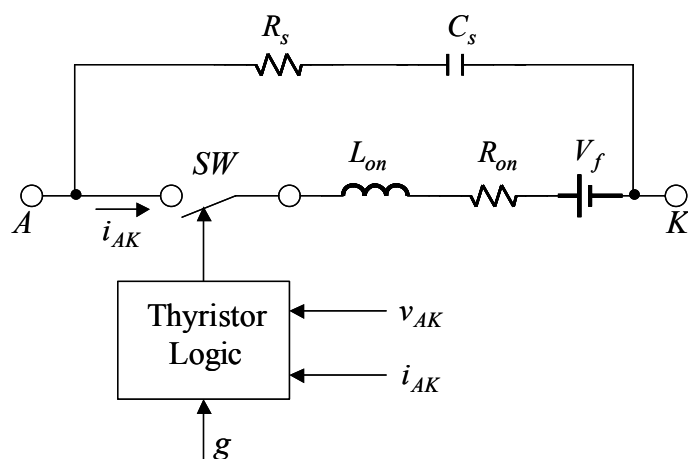 R_s
C_s
SW
L_on
R_on
V_f
A
i_AK
K
Thyristor
Logic
v_AK
i_AK
g